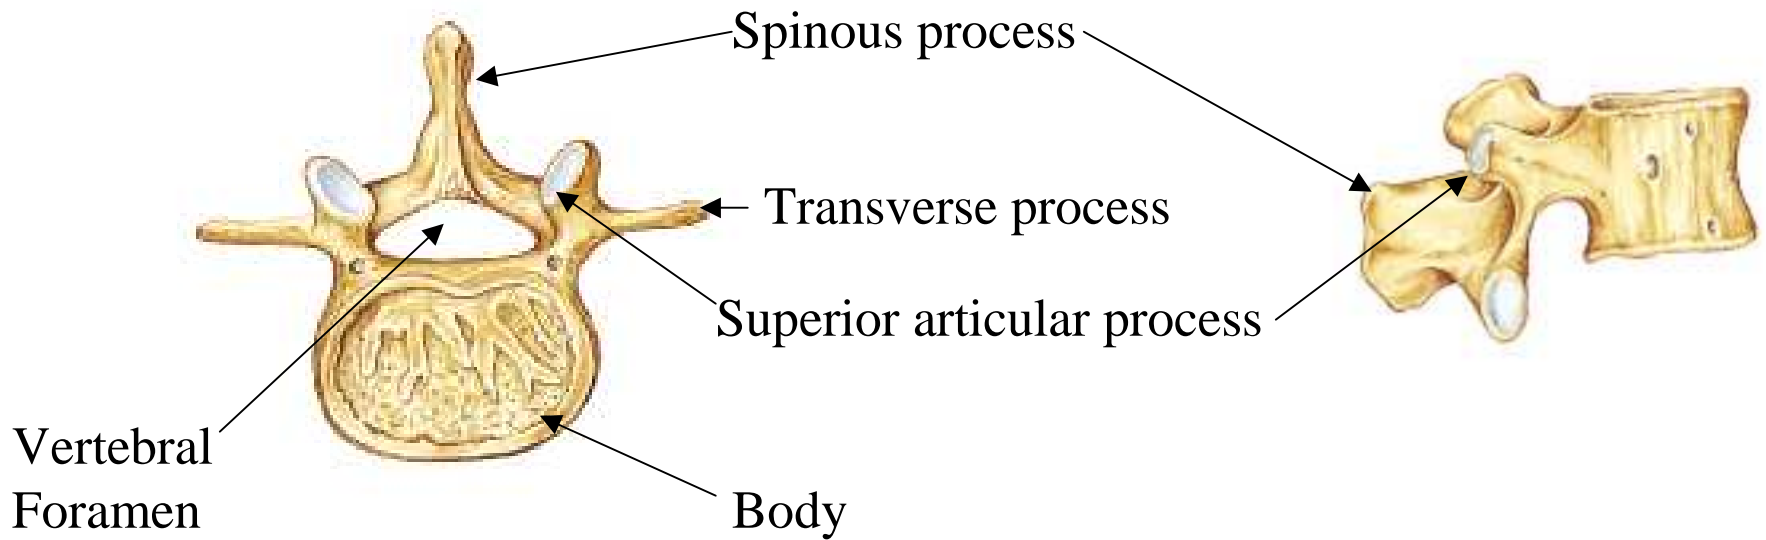 Spinous process
Transverse process
Superior articular process
Vertebral
Foramen
Body